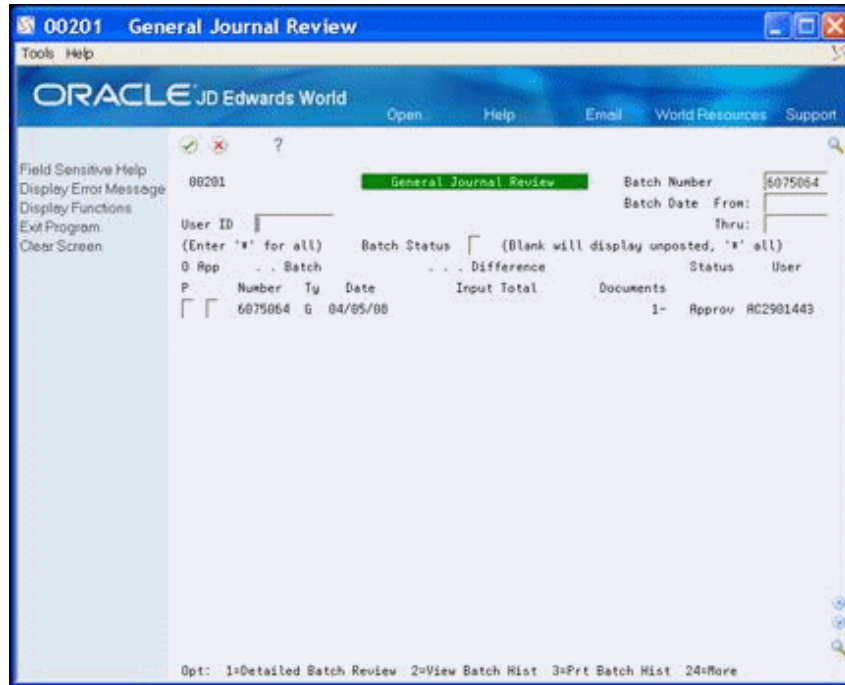 00201 General Journal Review
Tools Help
ORACLE JD Edwards World
Open.. Help Email World Resources Support
?
Field Sensitive Help
Display Error Message
Display Functions
Exit Program
Clear Screen
00201 General Journal Review Batch Number 6075064
Batch Date From:
User ID Thru:
(Enter '*' for all) Batch Status (Blank will display unposted, '*' all)
O App . . Batch . . . Difference Status User
P Number Ty Date Input Total Documents
6075064 G 04/05/08 1- Approv AC2901443
Opt: 1=Detailed Batch Review 2=View Batch Hist 3=Prt Batch Hist 24=More